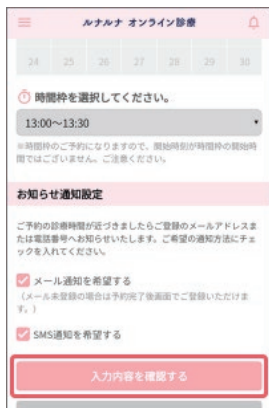 ルナルナ オンライン診療
24 25 26 27 28 29 30
時間枠を選択してください。
13:00~13:30
※時間枠のご予約になりますので、開始時刻が時間枠の開始時
間ではございません。ご注意ください。
お知らせ通知設定
ご予約の診療時間が近づきましたらご登録のメールアドレスま
たは電話番号へお知らせいたします。ご希望の通知方法にチェ
ックを入れてください。
メール通知を希望する
(メール未登録の場合は予約完了後画面でご登録いただけま
す。)
SMS通知を希望する
入力内容を確認する